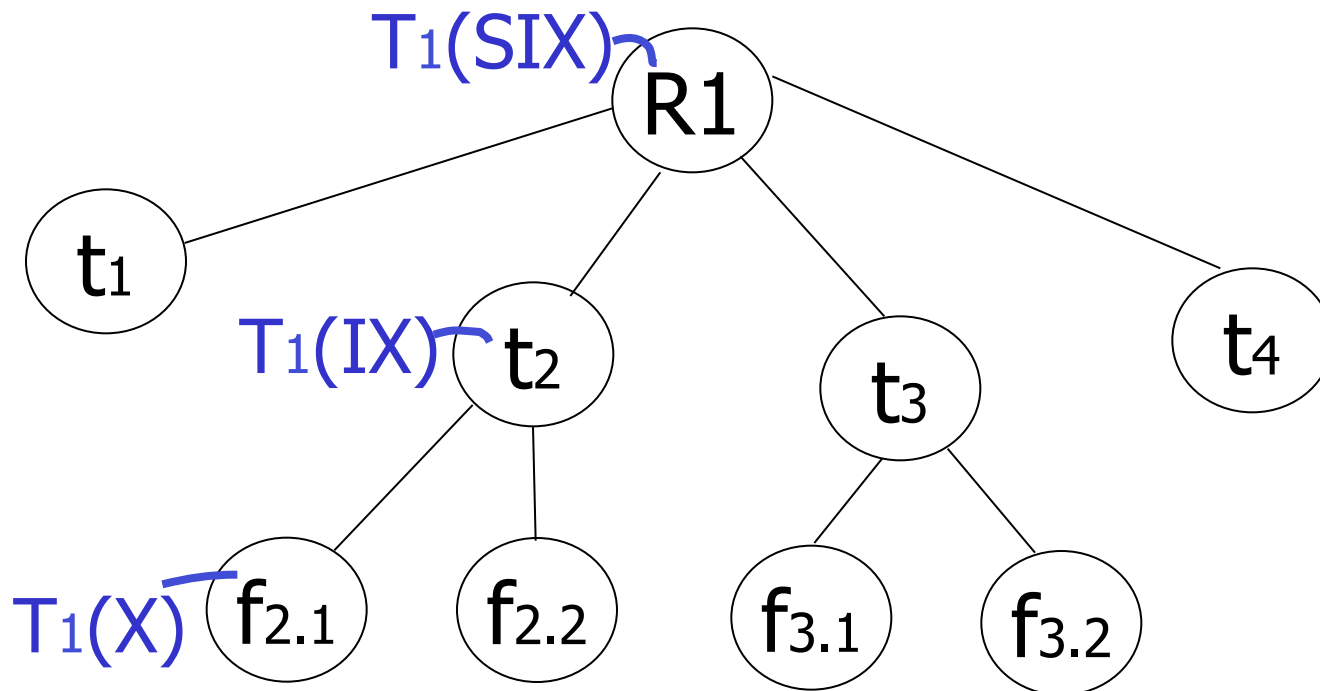 T1(SIX)
R1
t1
T1(IX)
t2
t3
t4
T1(X)
f2.1
f2.2
f3.1
f3.2